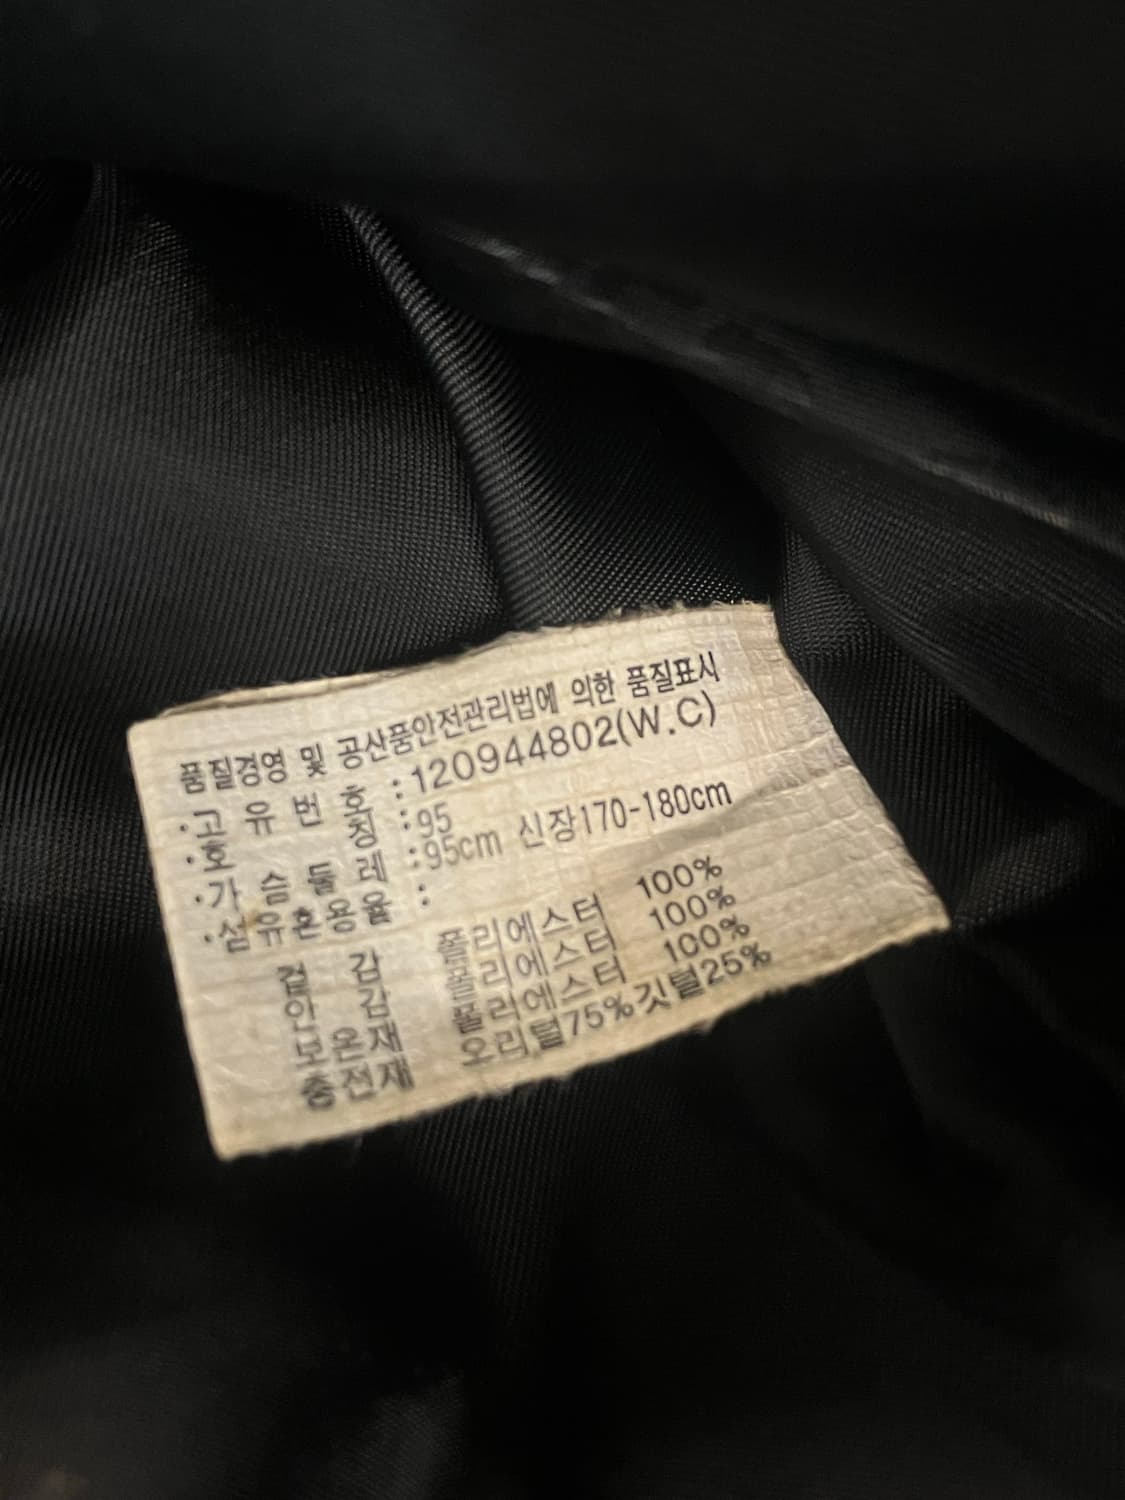 품질경영 및 공산품안전관리법에 의한 품질표시
·고유번호 :120944802(W.C)
·호칭 :95
·가슴둘레 :95cm 신장170-180cm
·섬유혼용율 :
겉감 폴리에스터 100%
안감 폴리에스터 100%
보온재 폴리에스터 100%
충전재 오리털75%깃털25%